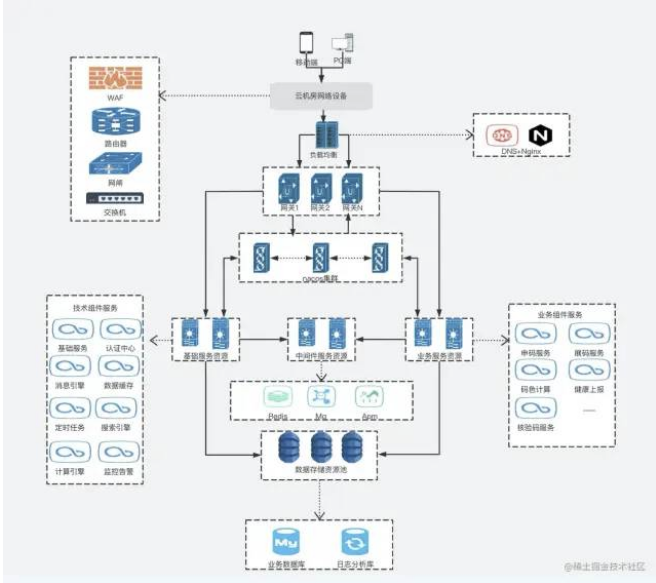 移动端 PC端
云机房网络设备
WAF
路由器
网闸
交换机
负载均衡
DNS
DNS+Nginx
网关1 网关2 网关N
nacos集群
技术组件服务
基础服务 认证中心
消息引擎 数据缓存
定时任务 搜索引擎
计算引擎 监控告警
基础服务资源 中间件服务资源 业务服务资源
业务组件服务
申码服务 展码服务
码色计算 健康上报
核验码服务
Redis Mq Apm
数据存储资源池
My
业务数据库 日志分析库
@稀土掘金技术社区